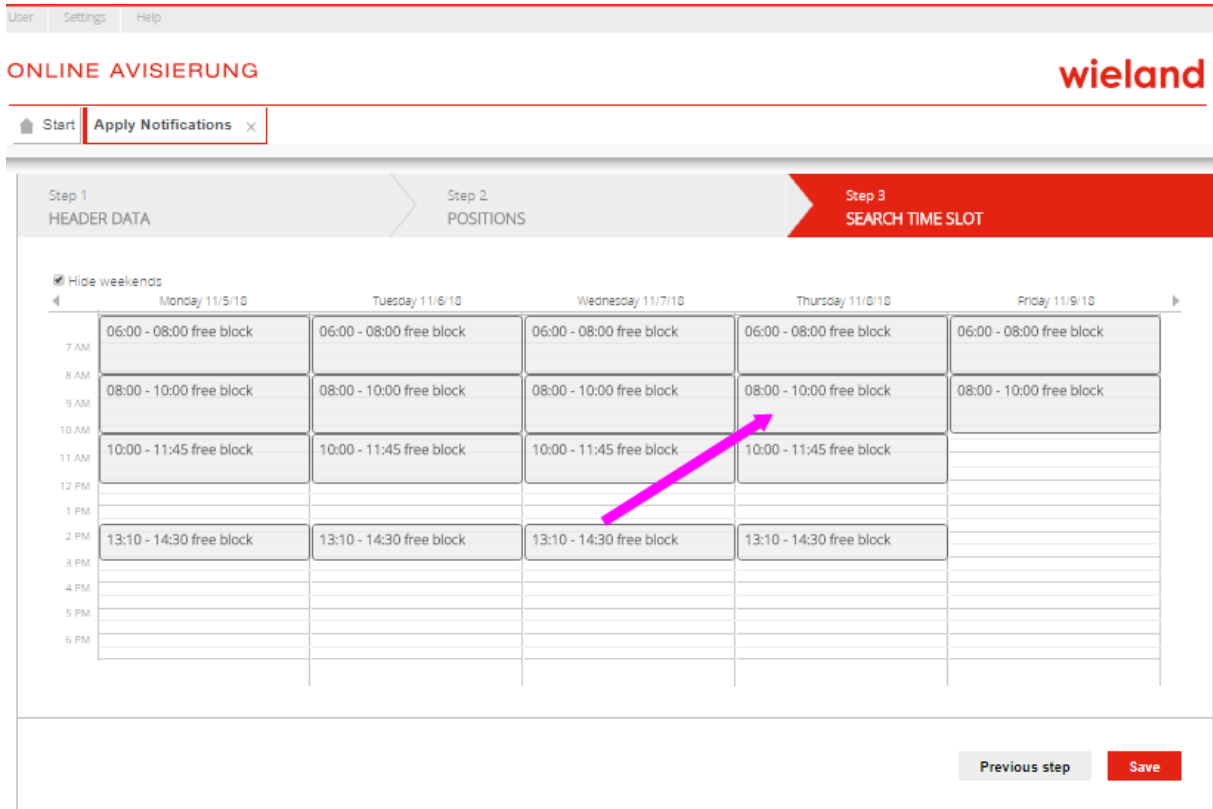 User Settings Help
ONLINE AVISIERUNG wieland
Start Apply Notifications ×
Step 1 Step 2 Step 3
HEADER DATA POSITIONS SEARCH TIME SLOT
Hide weekends
Monday 11/5/18 Tuesday 11/6/18 Wednesday 11/7/18 Thursday 11/8/18 Friday 11/9/18
06:00 - 08:00 free block 06:00 - 08:00 free block 06:00 - 08:00 free block 06:00 - 08:00 free block 06:00 - 08:00 free block
7 AM
8 AM
08:00 - 10:00 free block 08:00 - 10:00 free block 08:00 - 10:00 free block 08:00 - 10:00 free block 08:00 - 10:00 free block
9 AM
10 AM
10:00 - 11:45 free block 10:00 - 11:45 free block 10:00 - 11:45 free block 10:00 - 11:45 free block
11 AM
12 PM
1 PM
2 PM 13:10 - 14:30 free block 13:10 - 14:30 free block 13:10 - 14:30 free block 13:10 - 14:30 free block
3 PM
4 PM
5 PM
6 PM
Previous step Save